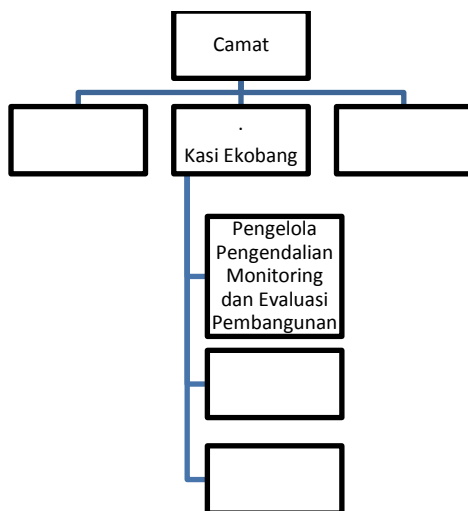 Camat
.
Kasi Ekobang
Pengelola
Pengendalian
Monitoring
dan Evaluasi
Pembangunan